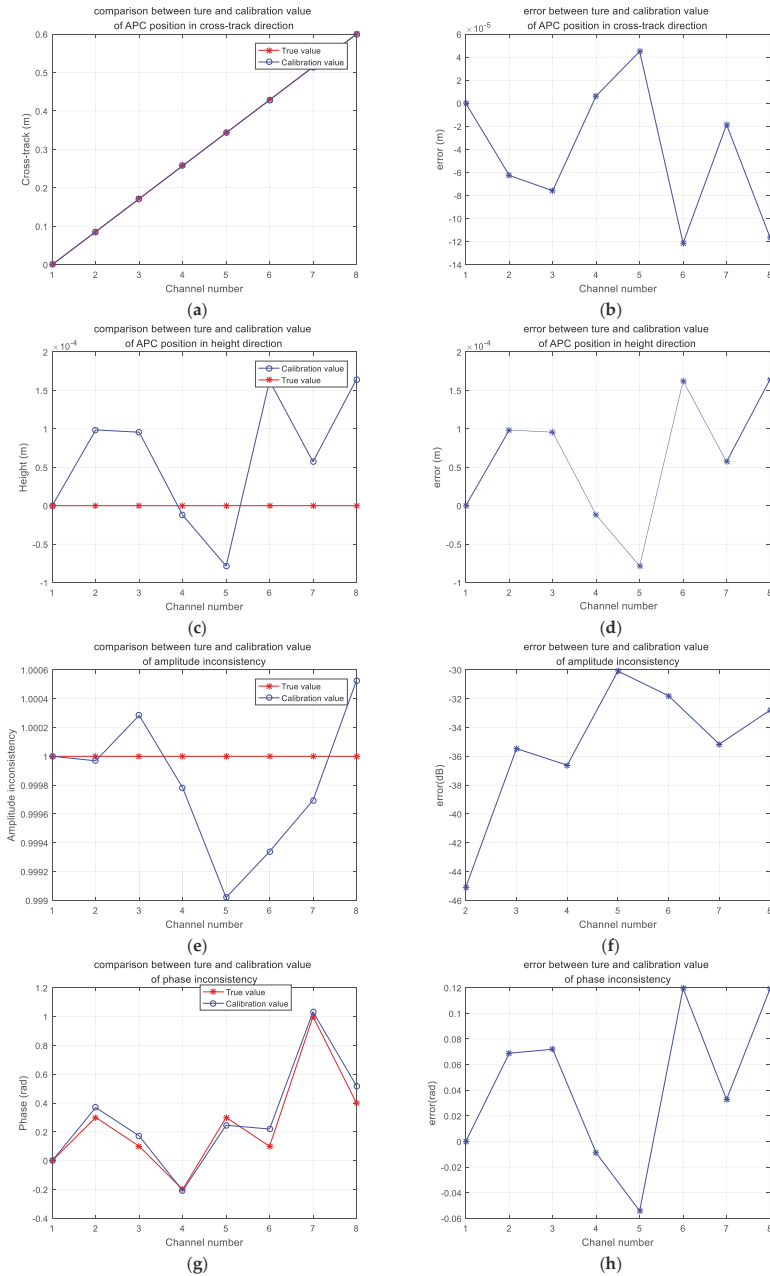 comparison between ture and calibration value
of APC position in cross-track direction
0.6
0.5
0.4
0.3
0.2
0.1
0
Cross-track (m)
True value
Calibration value
1 2 3 4 5 6 7 8
Channel number
(a)
error between ture and calibration value
of APC position in cross-track direction
×10-5
6
4
2
0
-2
-4
-6
-8
-10
-12
-14
error (m)
1 2 3 4 5 6 7 8
Channel number
(b)
comparison between ture and calibration value
of APC position in height direction
×10-4
2
1.5
1
0.5
0
-0.5
-1
Height (m)
Calibration value
True value
1 2 3 4 5 6 7 8
Channel number
(c)
error between ture and calibration value
of APC position in height direction
×10-4
2
1.5
1
0.5
0
-0.5
-1
error (m)
1 2 3 4 5 6 7 8
Channel number
(d)
comparison between ture and calibration value
of amplitude inconsistency
1.0006
1.0004
1.0002
1
0.9998
0.9996
0.9994
0.9992
0.999
Amplitude inconsistency
True value
Calibration value
1 2 3 4 5 6 7 8
Channel number
(e)
error between ture and calibration value
of amplitude inconsistency
-30
-32
-34
-36
-38
-40
-42
-44
-46
error(dB)
2 3 4 5 6 7 8
Channel number
(f)
comparison between ture and calibration value
of phase inconsistency
1.2
1
0.8
0.6
0.4
0.2
0
-0.2
-0.4
Phase (rad)
True value
Calibration value
1 2 3 4 5 6 7 8
Channel number
(g)
error between ture and calibration value
of phase inconsistency
0.12
0.1
0.08
0.06
0.04
0.02
0
-0.02
-0.04
-0.06
error(rad)
1 2 3 4 5 6 7 8
Channel number
(h)